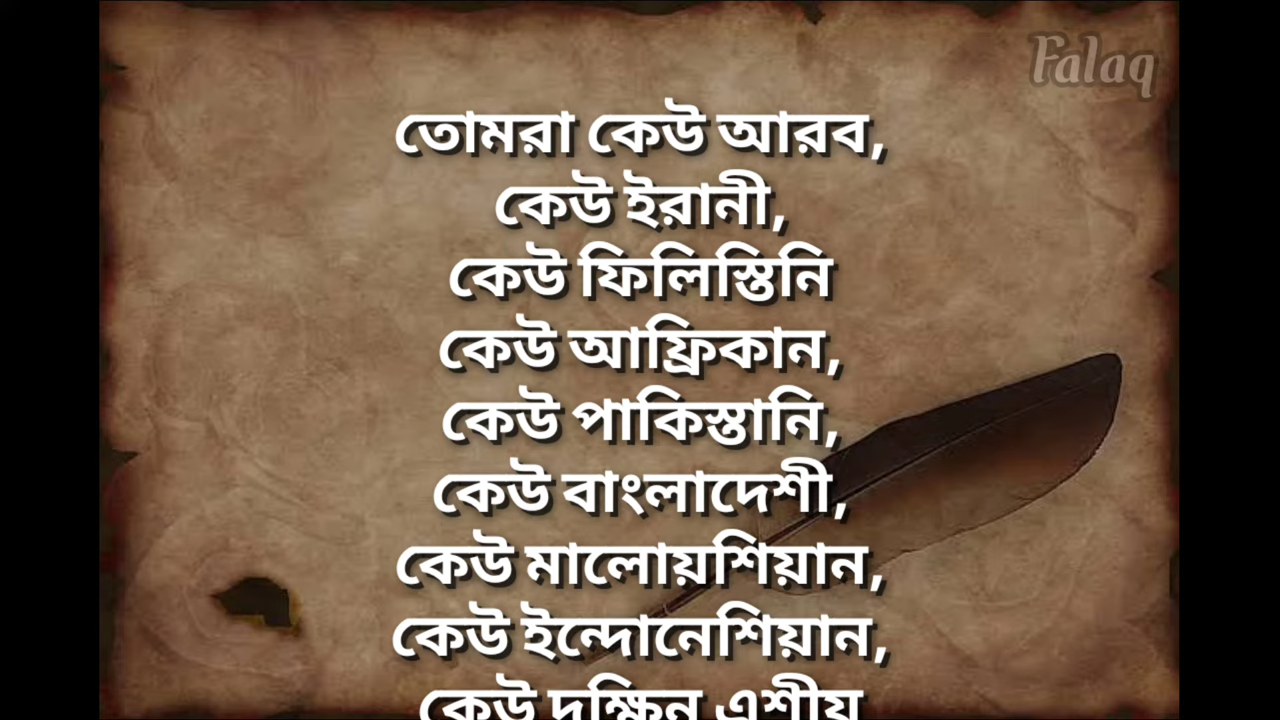 Falaq
তোমরা কেউ আরব,
কেউ ইরানী,
কেউ ফিলিস্তিনি
কেউ আফ্রিকান,
কেউ পাকিস্তানি,
কেউ বাংলাদেশী,
কেউ মালোয়শিয়ান,
কেউ ইন্দোনেশিয়ান,
কেউ দক্ষিন এশীয়